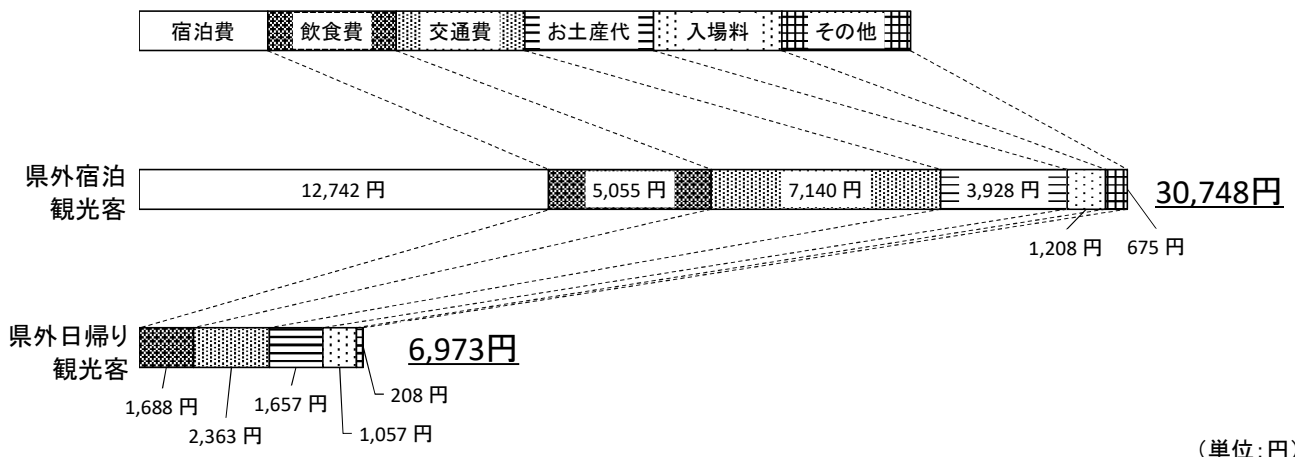 宿泊費 飲食費 交通費 お土産代 入場料 その他
県外宿泊
観光客
12,742 円 5,055 円 7,140 円 3,928 円 30,748円
1,208 円 675 円
県外日帰り
観光客
6,973円
208 円
1,688 円 1,657 円
2,363 円 1,057 円
(単位:円)